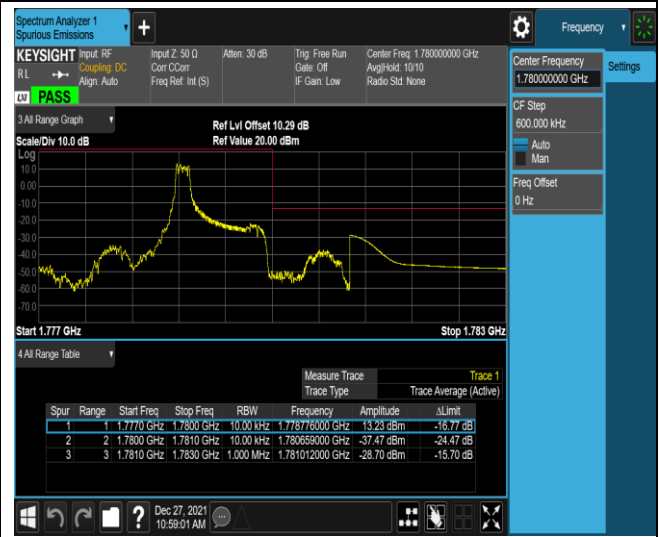 Spectrum Analyzer 1
Spurious Emissions
Frequency
KEYSIGHT
RL
LXI PASS
Input: RF
Coupling: DC
Align: Auto
Input Z: 50 Ω
Corr CCorr
Freq Ref: Int (S)
Atten: 30 dB
Trig: Free Run
Gate: Off
IF Gain: Low
Center Freq: 1.780000000 GHz
Avg|Hold: 10/10
Radio Std: None
Center Frequency
1.780000000 GHz
Settings
CF Step
600.000 kHz
Auto
Man
Freq Offset
0 Hz
3 All Range Graph
Scale/Div 10.0 dB
Ref Lvl Offset 10.29 dB
Ref Value 20.00 dBm
Log
10.0
0.00
-10.0
-20.0
-30.0
-40.0
-50.0
-60.0
-70.0
Start 1.777 GHz
Stop 1.783 GHz
4 All Range Table
Measure Trace Trace 1
Trace Type Trace Average (Active)
Spur Range Start Freq Stop Freq RBW Frequency Amplitude ΔLimit
1 1 1.7770 GHz 1.7800 GHz 10.00 kHz 1.778776000 GHz 13.23 dBm -16.77 dB
2 2 1.7800 GHz 1.7810 GHz 10.00 kHz 1.780659000 GHz -37.47 dBm -24.47 dB
3 3 1.7810 GHz 1.7830 GHz 1.000 MHz 1.781012000 GHz -28.70 dBm -15.70 dB
Dec 27, 2021
10:59:01 AM